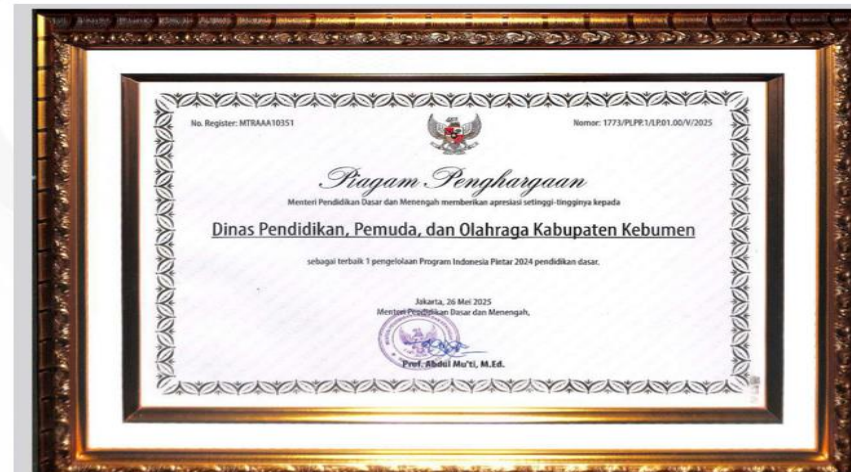 No. Register: MTRAAA10351
Nomor: 1773/PLPP.1/LP.01.00/V/2025
Piagam Penghargaan
Menteri Pendidikan Dasar dan Menengah memberikan apresiasi setinggi-tingginya kepada
Dinas Pendidikan, Pemuda, dan Olahraga Kabupaten Kebumen
sebagai terbaik 1 pengelolaan Program Indonesia Pintar 2024 pendidikan dasar.
Jakarta, 26 Mei 2025
Menteri Pendidikan Dasar dan Menengah,
Prof. Abdul Mu'ti, M.Ed.